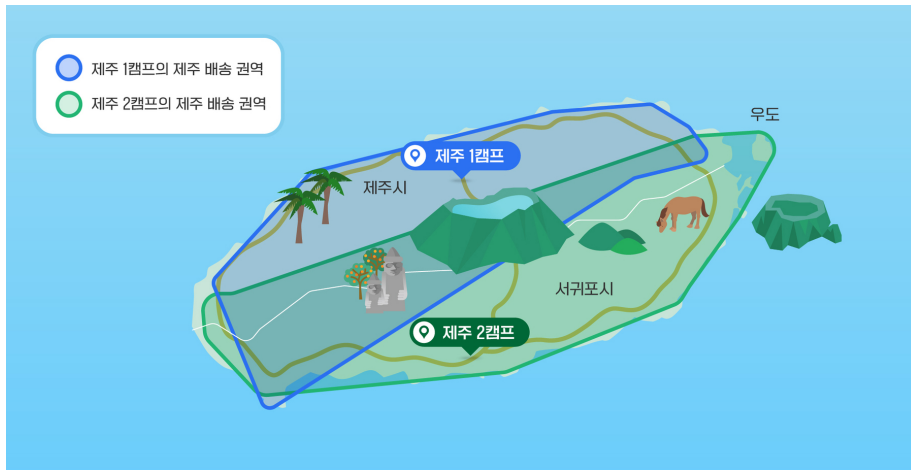 제주 1캠프의 제주 배송 권역
제주 2캠프의 제주 배송 권역
우도
제주 1캠프
제주시
서귀포시
제주 2캠프